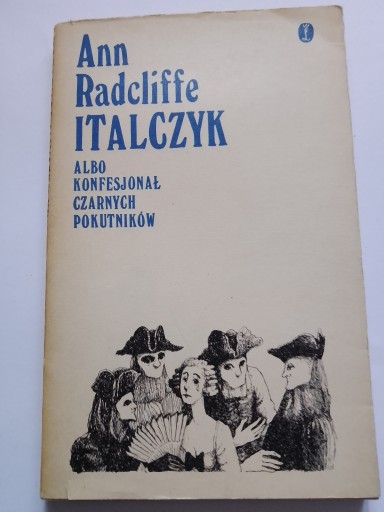 Ann
Radcliffe
ITALCZYK
ALBO
KONFESJONAŁ
CZARNYCH
POKUTNIKÓW